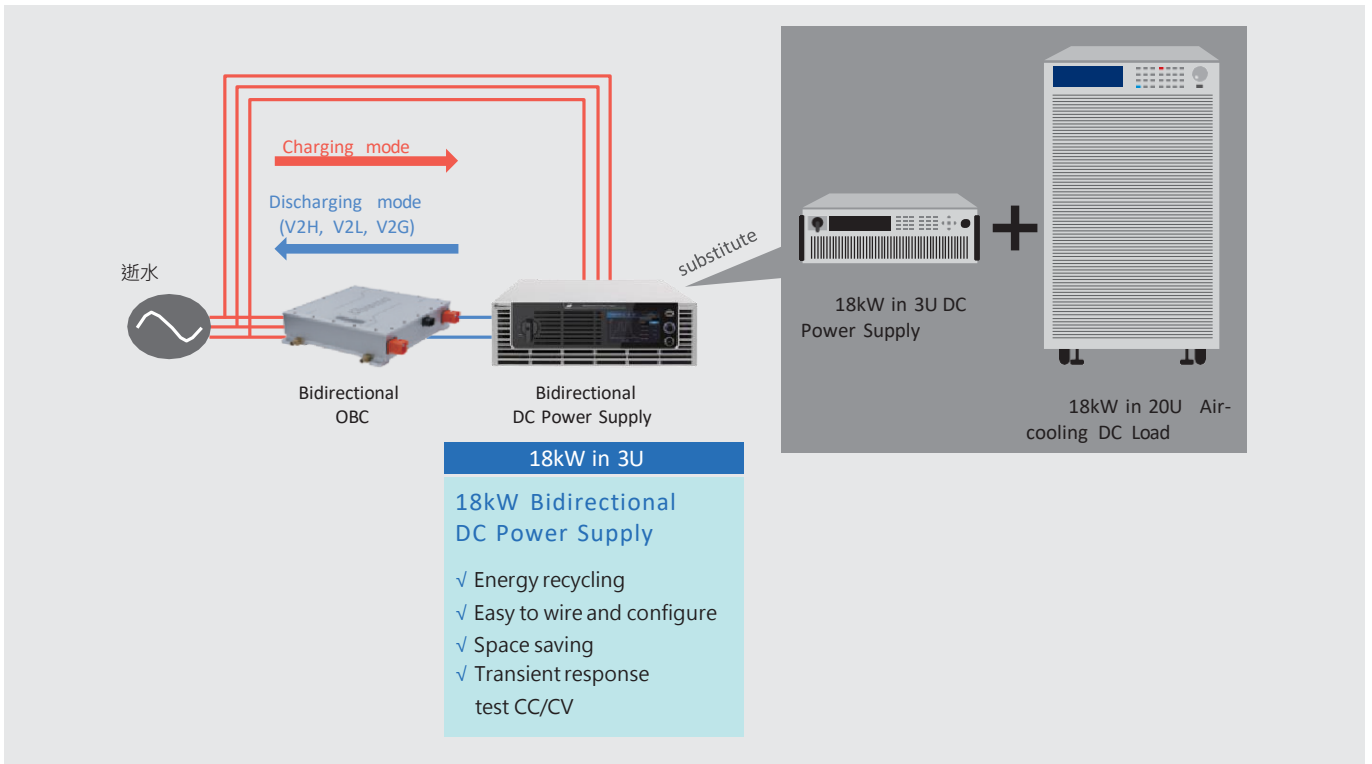 Charging mode
Discharging mode
(V2H, V2L, V2G)
逝水
substitute
18kW in 3U DC
Power Supply
18kW in 20U Air-
cooling DC Load
Bidirectional
OBC
Bidirectional
DC Power Supply
18kW in 3U
18kW Bidirectional
DC Power Supply
√ Energy recycling
√ Easy to wire and configure
√ Space saving
√ Transient response
test CC/CV